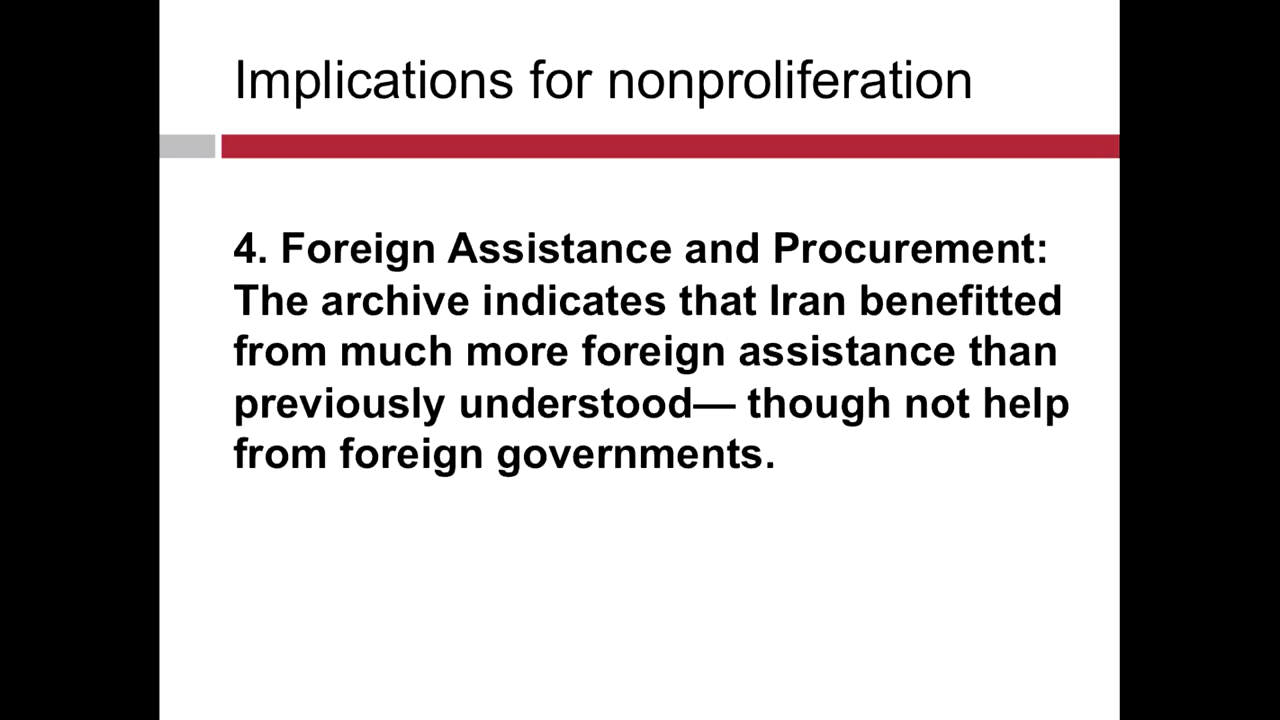 Implications for nonproliferation
4. Foreign Assistance and Procurement:
The archive indicates that Iran benefitted
from much more foreign assistance than
previously understood— though not help
from foreign governments.